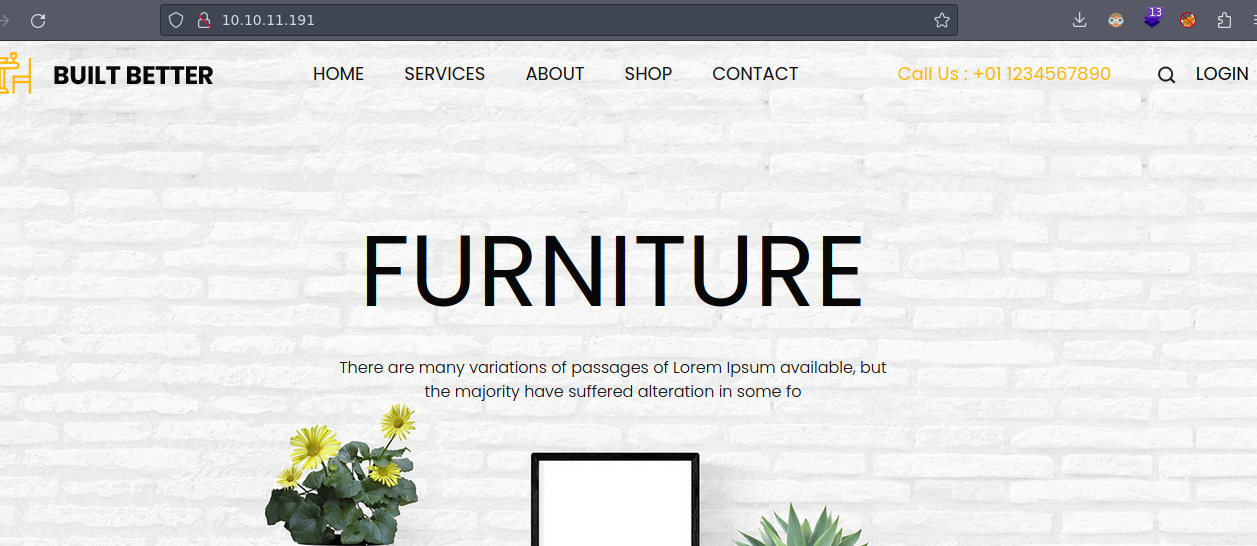 10.10.11.191
13
BUILT BETTER
HOME SERVICES ABOUT SHOP CONTACT
Call Us : +01 1234567890
LOGIN
FURNITURE
There are many variations of passages of Lorem Ipsum available, but
the majority have suffered alteration in some fo